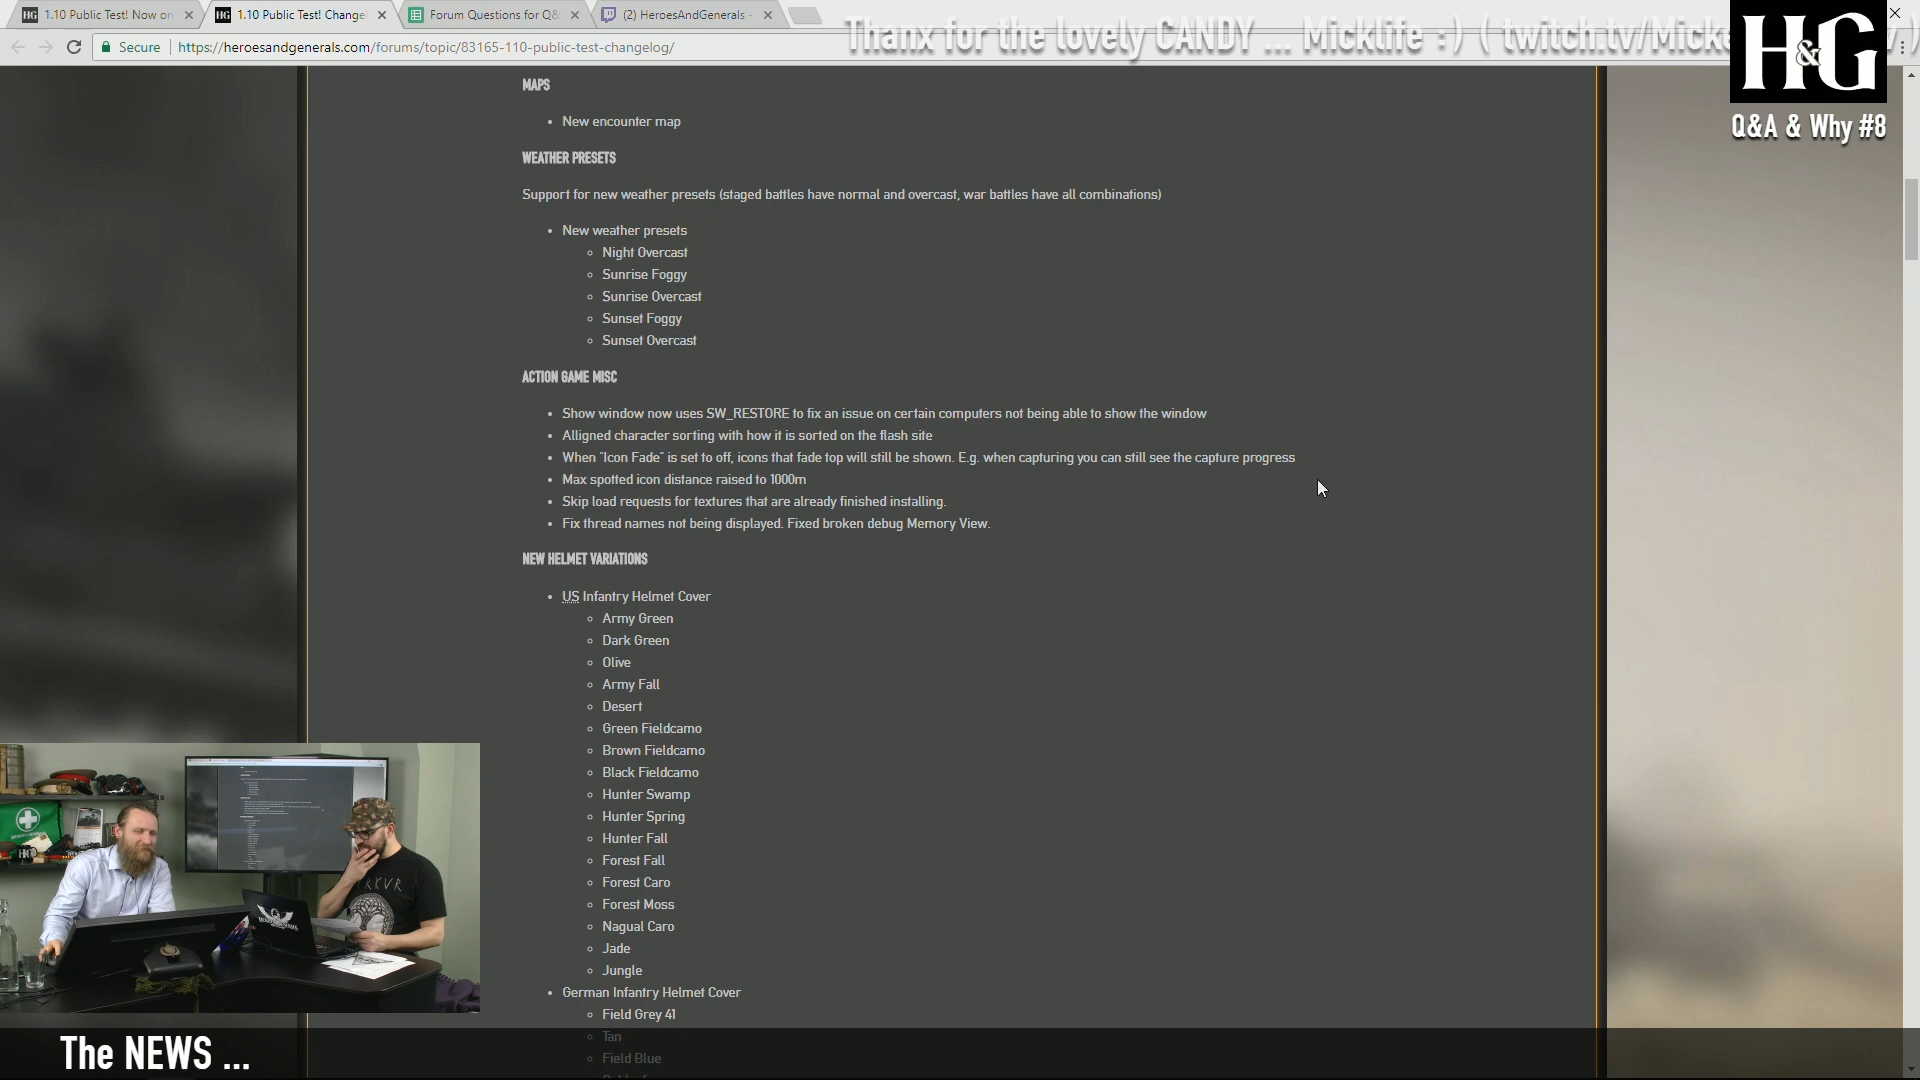 1.10 Public Test! Now on
1.10 Public Test! Change
Forum Questions for Q&
(2) HeroesAndGenerals -
Secure
https://heroesandgenerals.com/forums/topic/83165-110-public-test-changelog/
Thanx for the lovely CANDY ... Micklife :) ( twitch.tv/Micke
H&G
Q&A & Why #8
MAPS
• New encounter map
WEATHER PRESETS
Support for new weather presets (staged battles have normal and overcast, war battles have all combinations)
• New weather presets
◦ Night Overcast
◦ Sunrise Foggy
◦ Sunrise Overcast
◦ Sunset Foggy
◦ Sunset Overcast
ACTION GAME MISC
• Show window now uses SW_RESTORE to fix an issue on certain computers not being able to show the window
• Alligned character sorting with how it is sorted on the flash site
• When "Icon Fade" is set to off, icons that fade top will still be shown. E.g. when capturing you can still see the capture progress
• Max spotted icon distance raised to 1000m
• Skip load requests for textures that are already finished installing.
• Fix thread names not being displayed. Fixed broken debug Memory View.
NEW HELMET VARIATIONS
• US Infantry Helmet Cover
◦ Army Green
◦ Dark Green
◦ Olive
◦ Army Fall
◦ Desert
◦ Green Fieldcamo
◦ Brown Fieldcamo
◦ Black Fieldcamo
◦ Hunter Swamp
◦ Hunter Spring
◦ Hunter Fall
◦ Forest Fall
◦ Forest Caro
◦ Forest Moss
◦ Nagual Caro
◦ Jade
◦ Jungle
• German Infantry Helmet Cover
◦ Field Grey 41
◦ Tan
◦ Field Blue
The NEWS ...